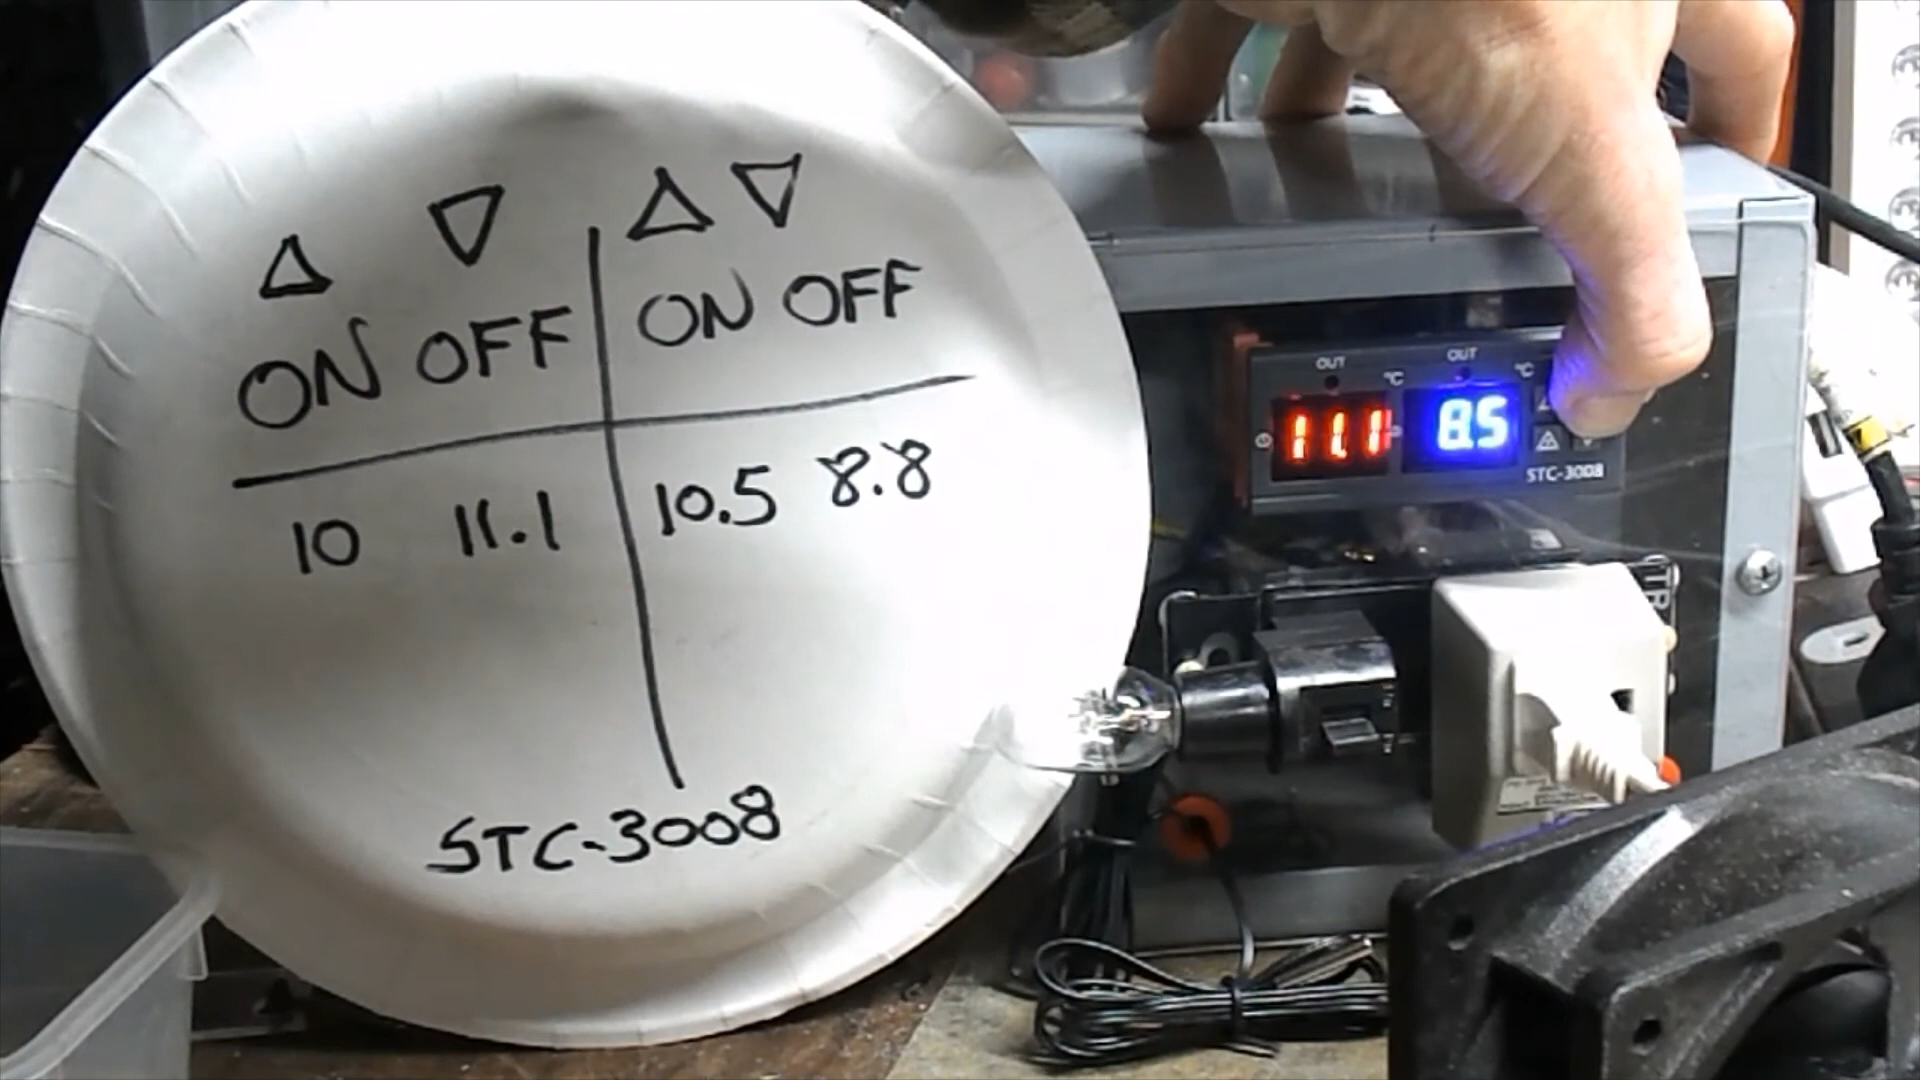 ON OFF ON OFF
10 11.1 10.5 8.8
STC-3008
OUT OUT
°C °C
11.1 8.5
STC-3008